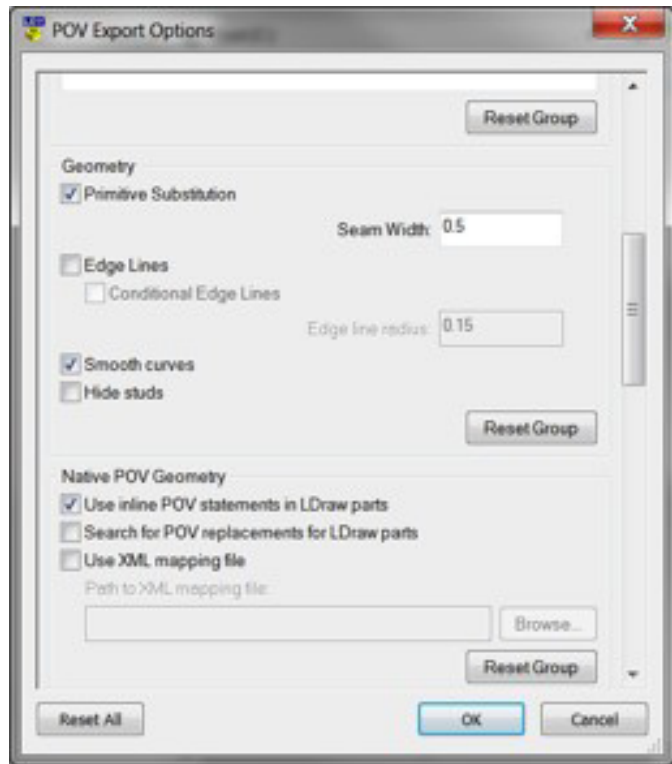 POV Export Options
Reset Group
Geometry
Primitive Substitution
Seam Width: 0.5
Edge Lines
Conditional Edge Lines
Edge line radius: 0.15
Smooth curves
Hide studs
Reset Group
Native POV Geometry
Use inline POV statements in LDraw parts
Search for POV replacements for LDraw parts
Use XML mapping file
Path to XML mapping file:
Browse...
Reset Group
Reset All OK Cancel